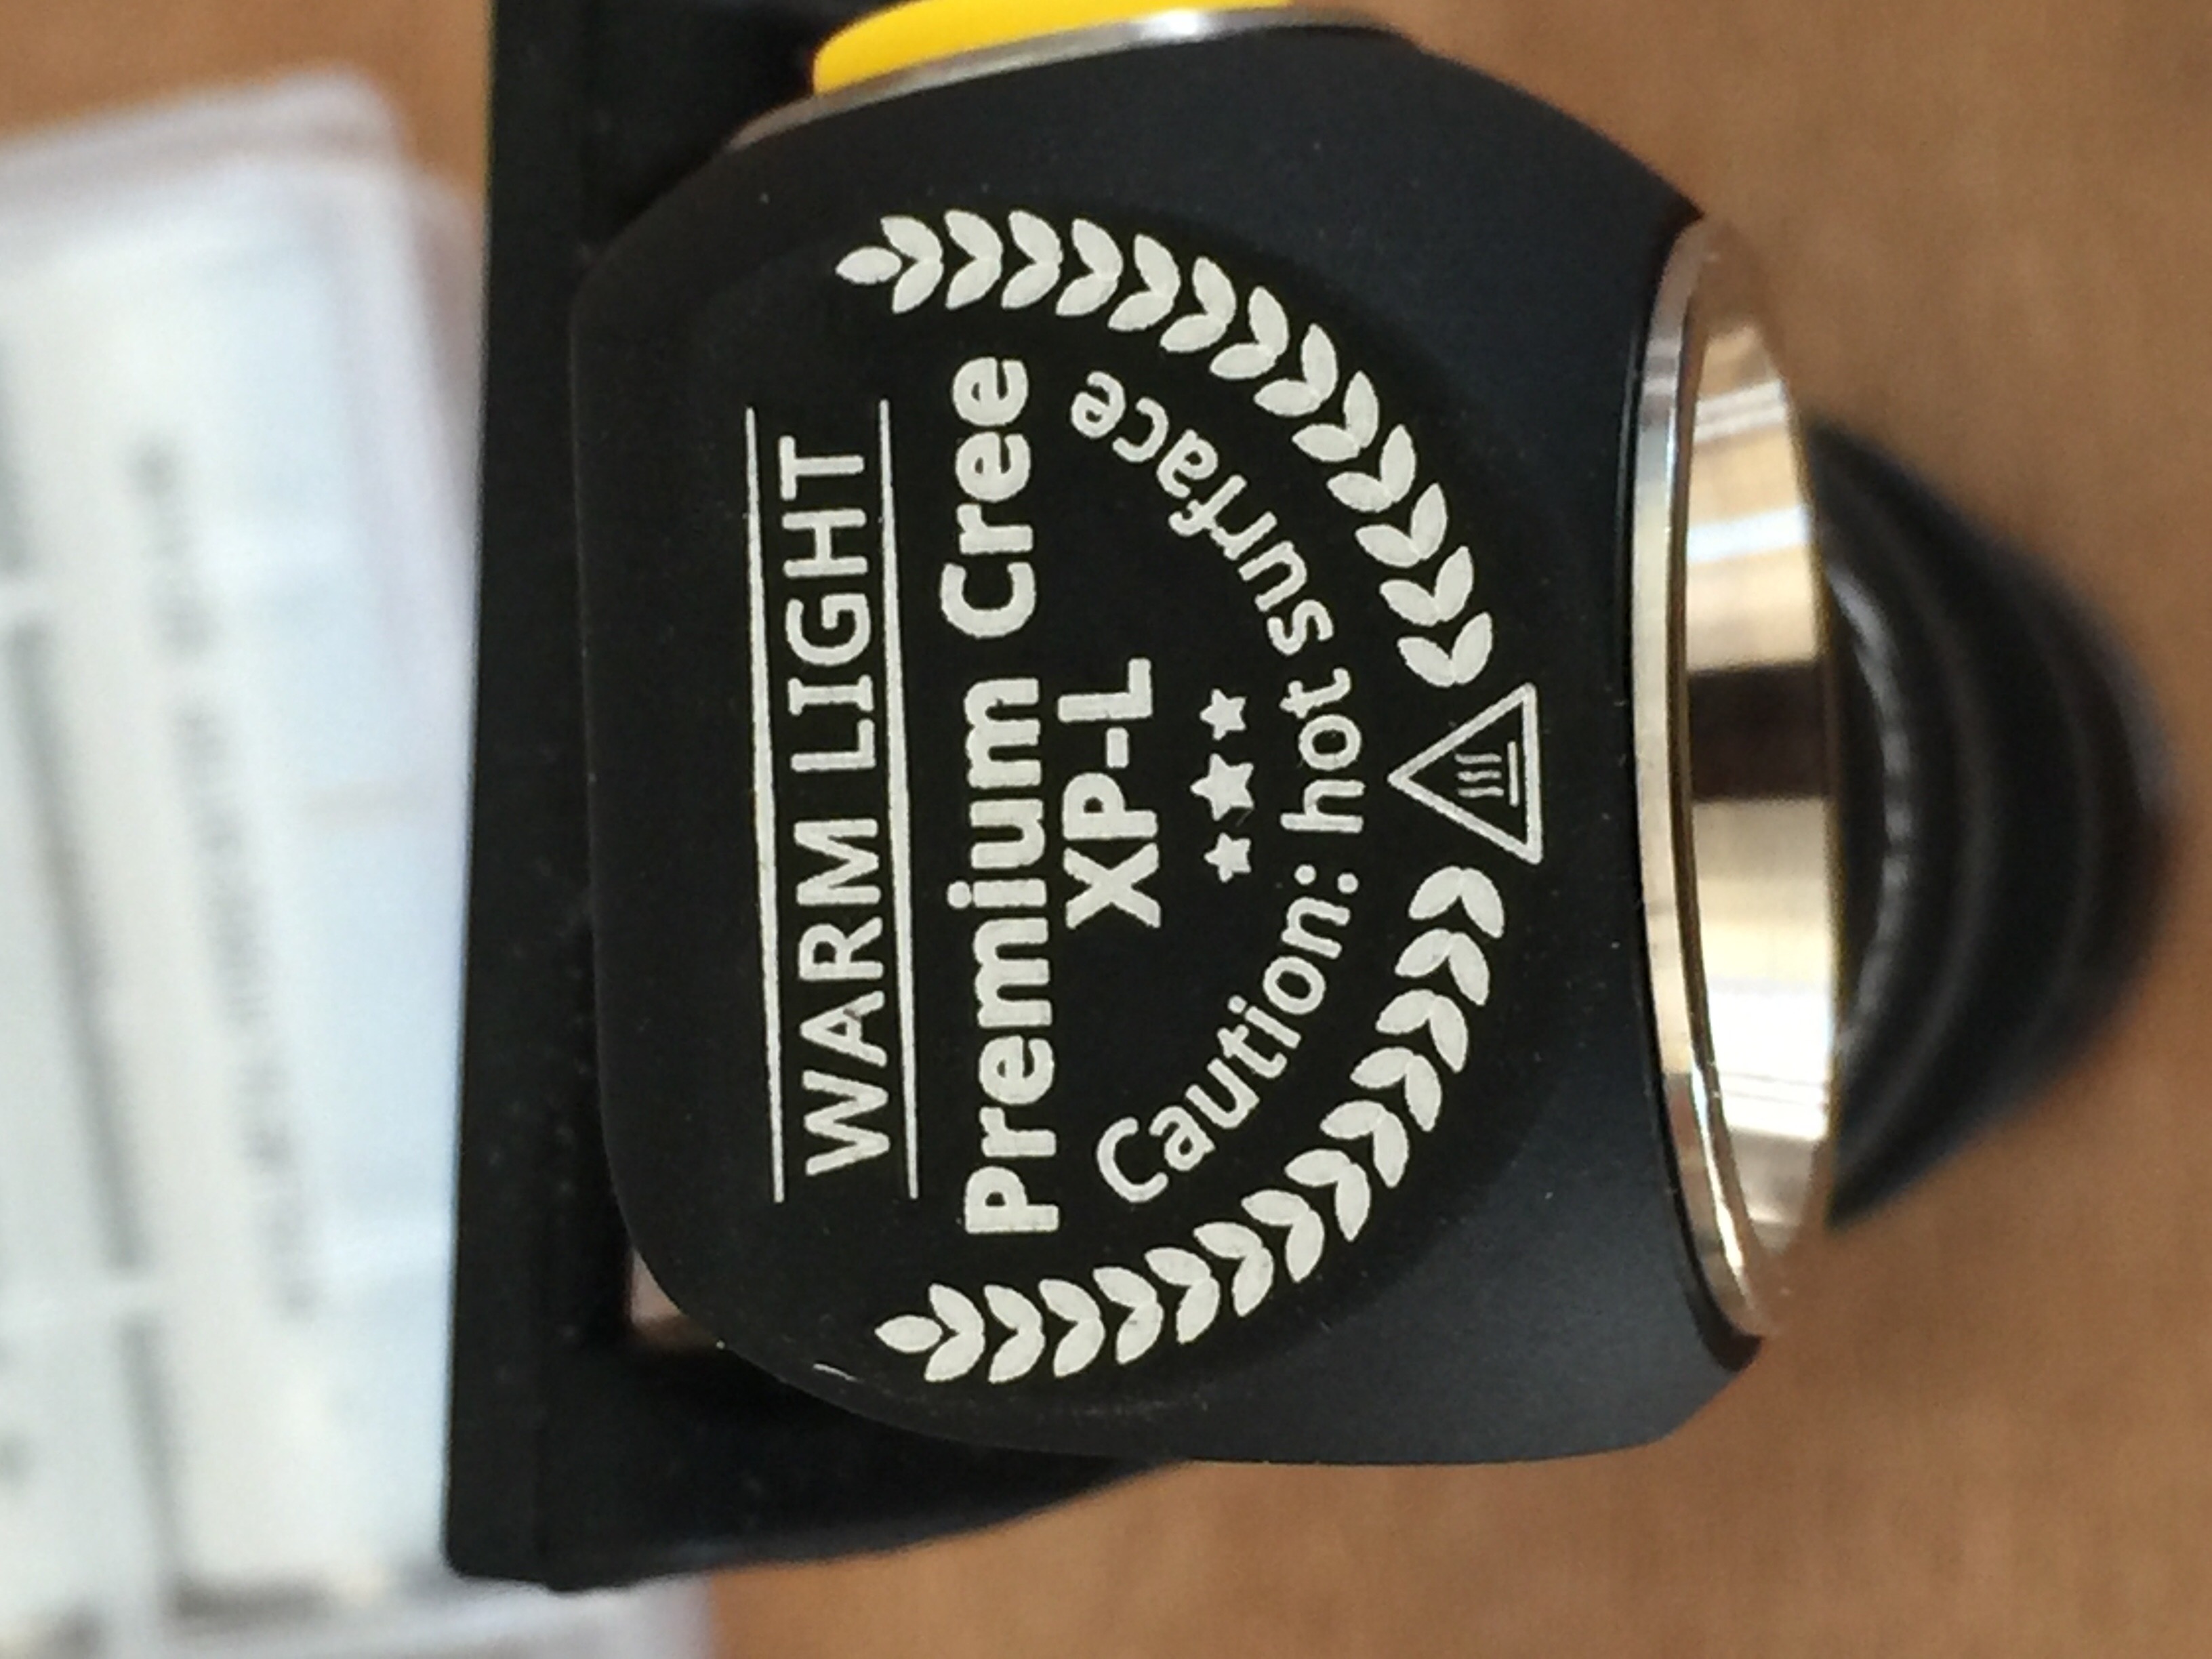 WARM LIGHT
Premium Cree
XP-L
Caution: hot surface